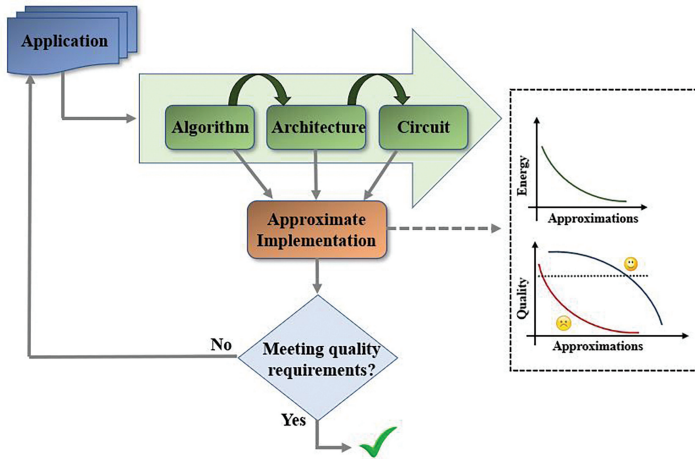 Application
Algorithm
Architecture
Circuit
Approximate
Implementation
Meeting quality
requirements?
No
Yes
Energy
Approximations
Quality
Approximations